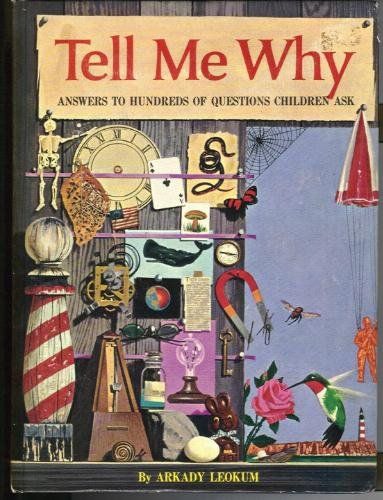 Tell Me Why
ANSWERS TO HUNDREDS OF QUESTIONS CHILDREN ASK
By ARKADY LEOKUM